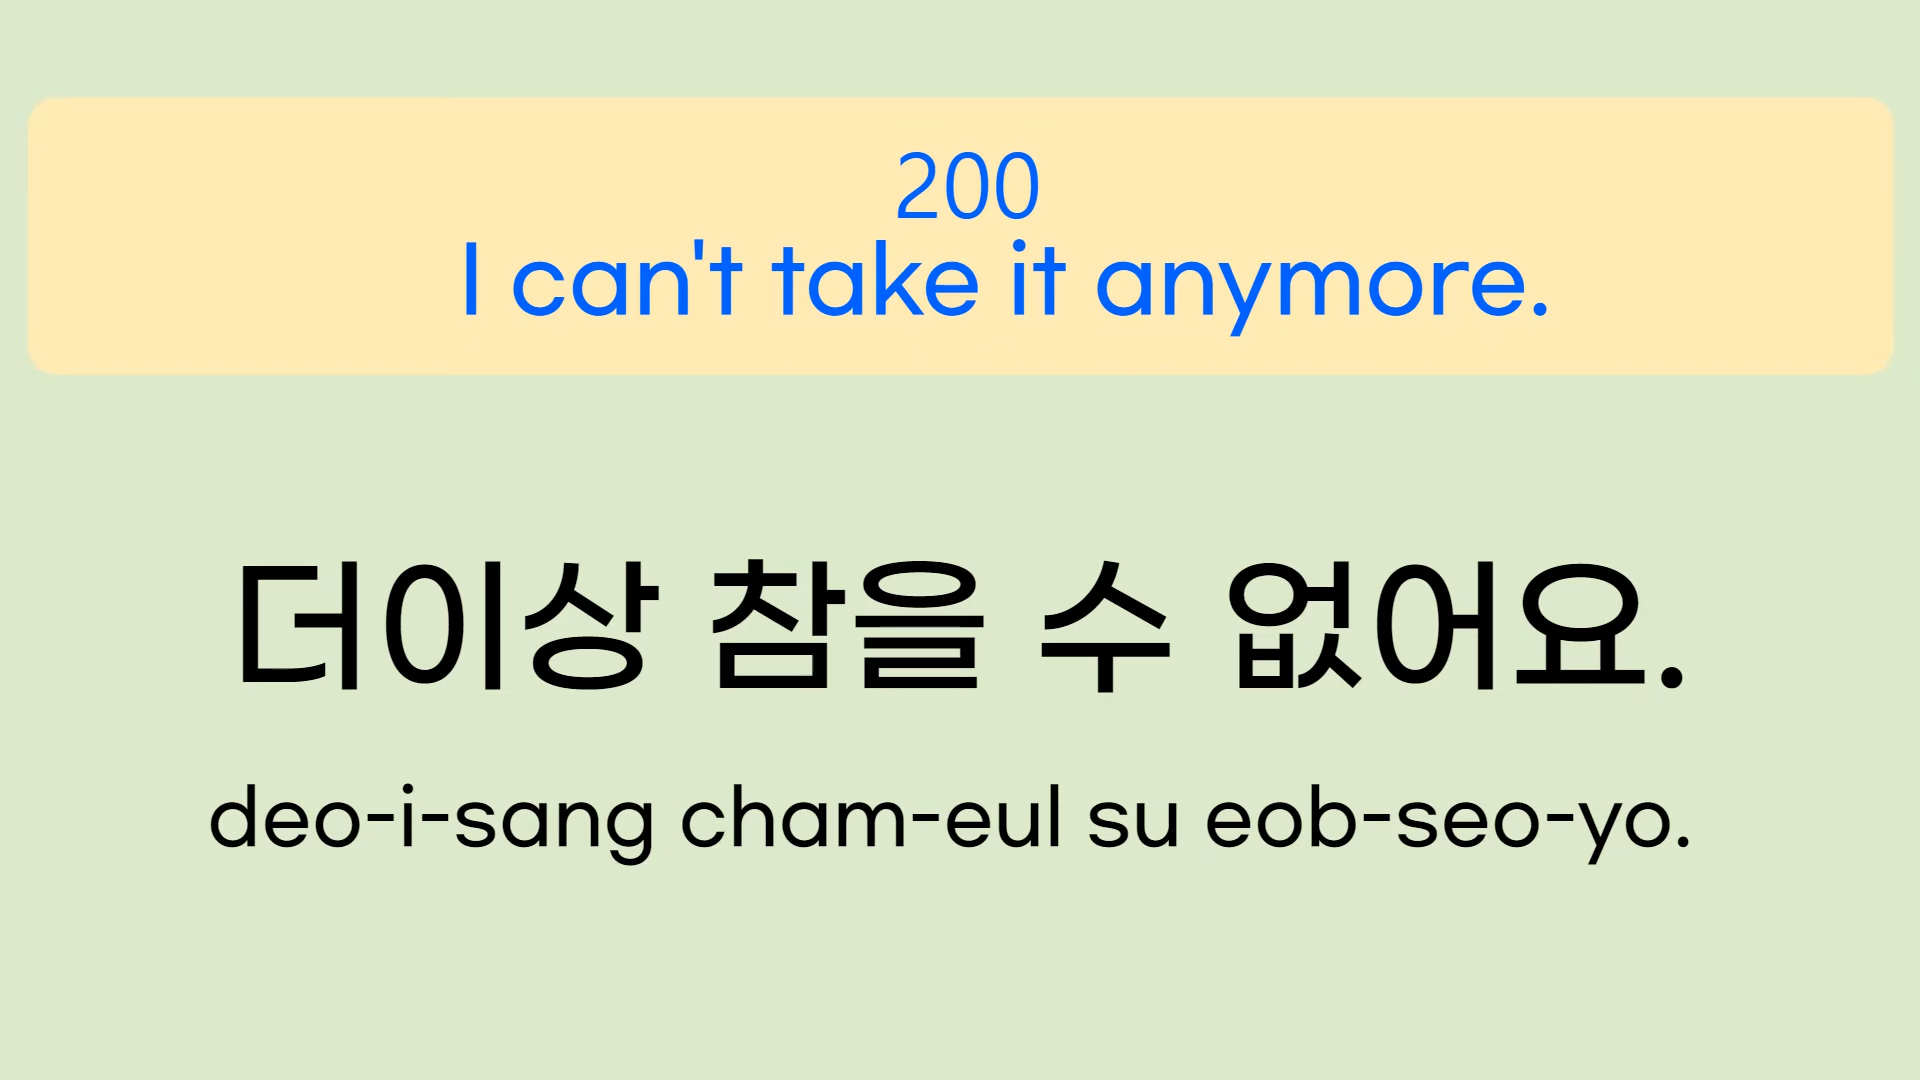 200
I can't take it anymore.
더이상 참을 수 없어요.
deo-i-sang cham-eul su eob-seo-yo.